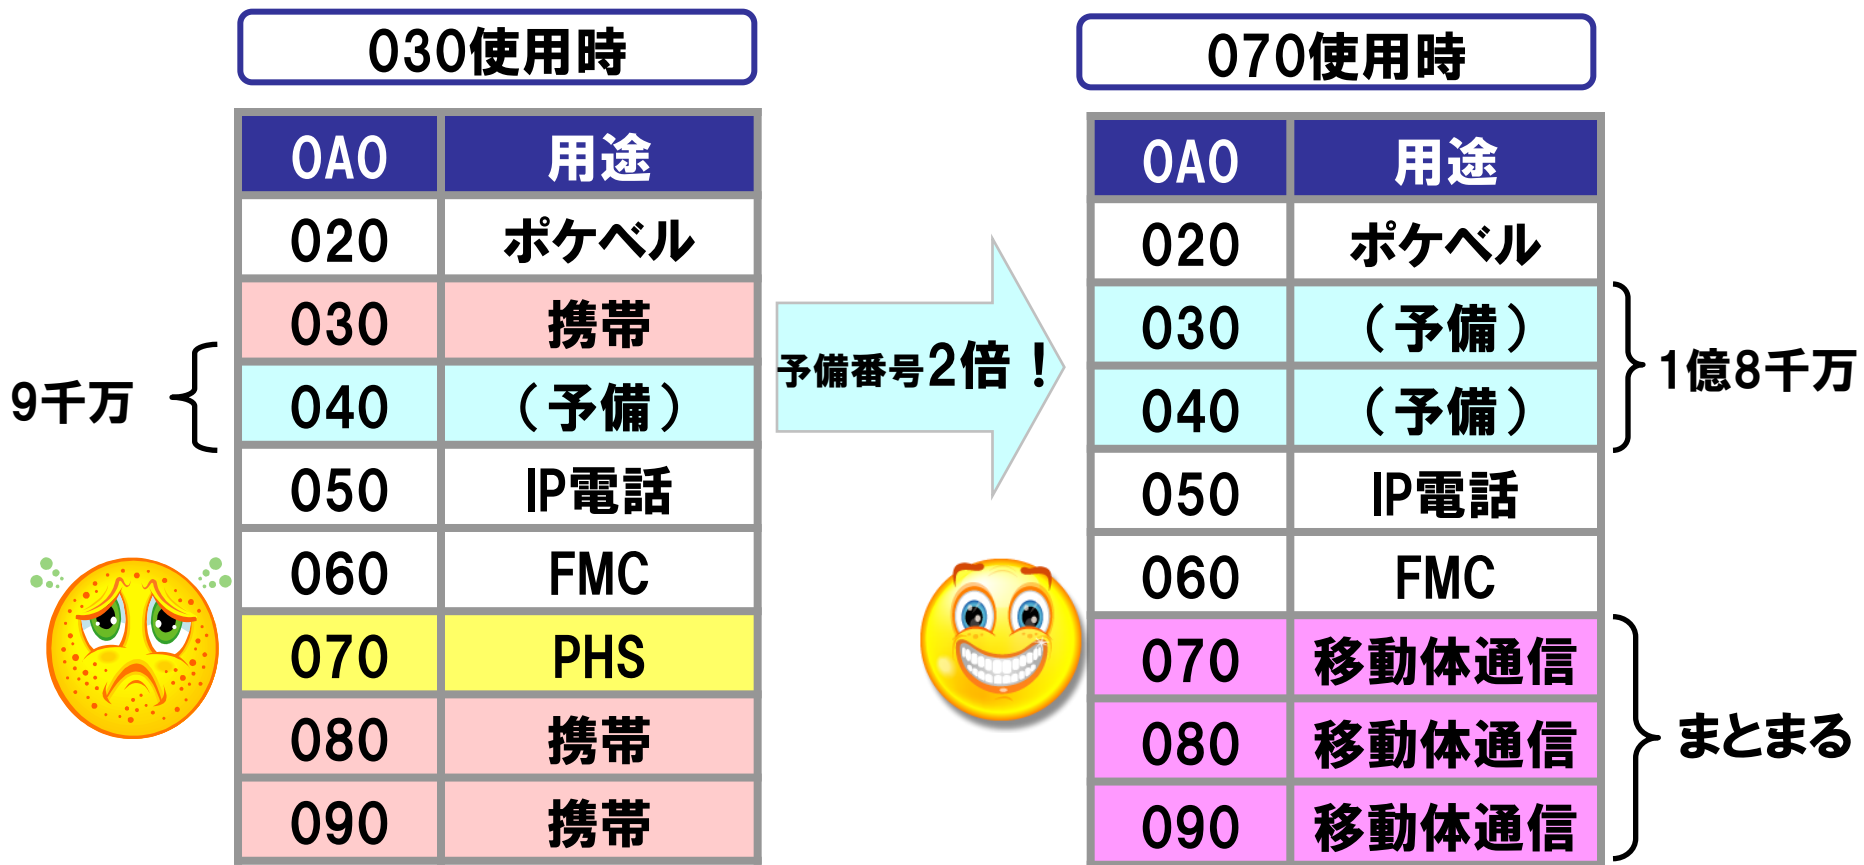 030使用時
0A0 用途
020 ポケベル
030 携帯
040 （予備）
050 IP電話
060 FMC
070 PHS
080 携帯
090 携帯
9千万
予備番号2倍！
070使用時
0A0 用途
020 ポケベル
030 （予備）
040 （予備）
050 IP電話
060 FMC
070 移動体通信
080 移動体通信
090 移動体通信
1億8千万
まとまる